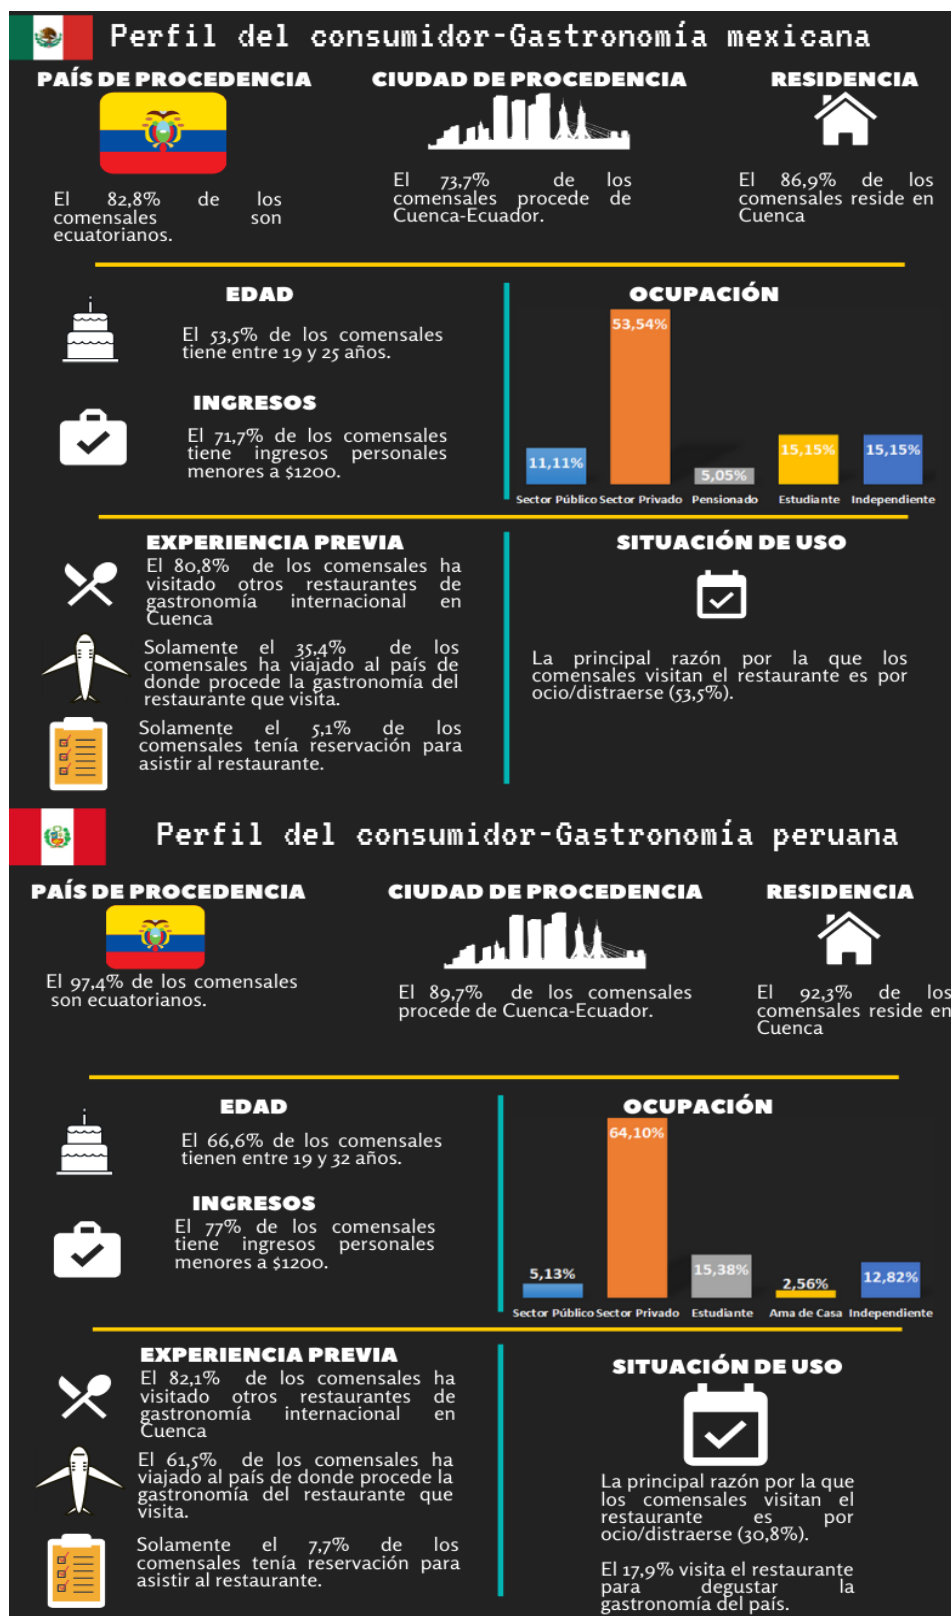 Perfil del consumidor-Gastronomía mexicana
PAÍS DE PROCEDENCIA
El 82,8% de los
comensales son
ecuatorianos.
CIUDAD DE PROCEDENCIA
El 73,7% de los
comensales procede de
Cuenca-Ecuador.
RESIDENCIA
El 86,9% de los
comensales reside en
Cuenca
EDAD
El 53,5% de los comensales
tiene entre 19 y 25 años.
INGRESOS
El 71,7% de los comensales
tiene ingresos personales
menores a $1200.
OCUPACIÓN
11,11%
53,54%
5,05%
15,15%
15,15%
Sector Público Sector Privado Pensionado Estudiante Independiente
EXPERIENCIA PREVIA
El 80,8% de los comensales ha
visitado otros restaurantes de
gastronomía internacional en
Cuenca
Solamente el 35,4% de los
comensales ha viajado al país de
donde procede la gastronomía del
restaurante que visita.
Solamente el 5,1% de los
comensales tenía reservación para
asistir al restaurante.
SITUACIÓN DE USO
La principal razón por la que los
comensales visitan el restaurante es por
ocio/distraerse (53,5%).
Perfil del consumidor-Gastronomía peruana
PAÍS DE PROCEDENCIA
El 97,4% de los comensales
son ecuatorianos.
CIUDAD DE PROCEDENCIA
El 89,7% de los comensales
procede de Cuenca-Ecuador.
RESIDENCIA
El 92,3% de los
comensales reside en
Cuenca
EDAD
El 66,6% de los comensales
tienen entre 19 y 32 años.
INGRESOS
El 77% de los comensales
tiene ingresos personales
menores a $1200.
OCUPACIÓN
5,13%
64,10%
15,38%
2,56%
12,82%
Sector Público Sector Privado Estudiante Ama de Casa Independiente
EXPERIENCIA PREVIA
El 82,1% de los comensales ha
visitado otros restaurantes de
gastronomía internacional en
Cuenca
El 61,5% de los comensales ha
viajado al país de donde procede la
gastronomía del restaurante que
visita.
Solamente el 7,7% de los
comensales tenía reservación para
asistir al restaurante.
SITUACIÓN DE USO
La principal razón por la que
los comensales visitan el
restaurante es por
ocio/distraerse (30,8%).
El 17,9% visita el restaurante
para degustar la
gastronomía del país.